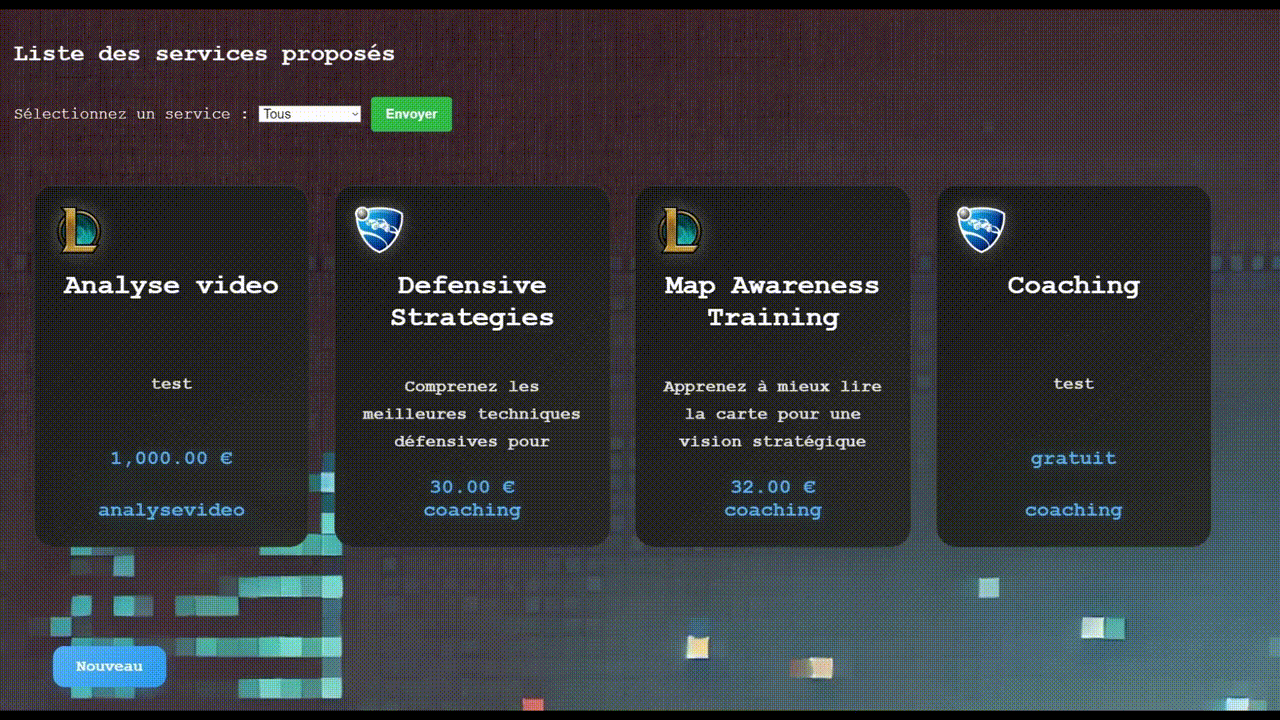 Liste des services proposés
Sélectionnez un service : Tous Envoyer
Analyse video
test
1,000.00 €
analysevideo
Defensive
Strategies
Comprenez les
meilleures techniques
défensives pour
30.00 €
coaching
Map Awareness
Training
Apprenez à mieux lire
la carte pour une
vision stratégique
32.00 €
coaching
Coaching
test
gratuit
coaching
Nouveau